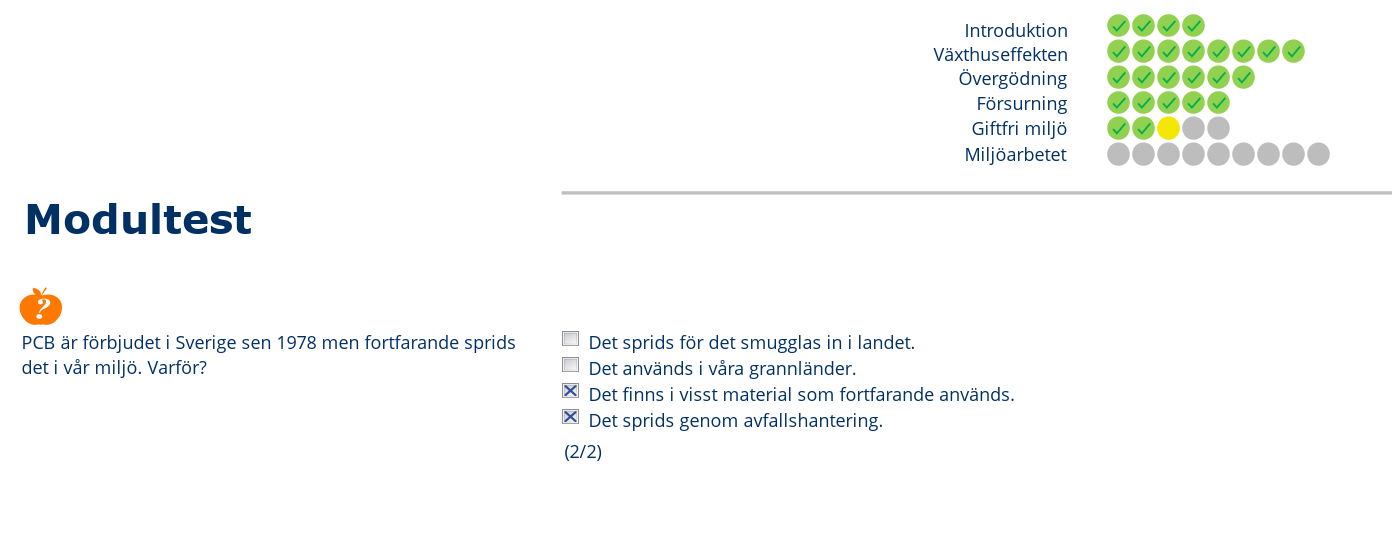 Introduktion
Växthuseffekten
Övergödning
Försurning
Giftfri miljö
Miljöarbetet
Modultest
?
PCB är förbjudet i Sverige sen 1978 men fortfarande sprids
det i vår miljö. Varför?
Det sprids för det smugglas in i landet.
Det används i våra grannländer.
Det finns i visst material som fortfarande används.
Det sprids genom avfallshantering.
(2/2)